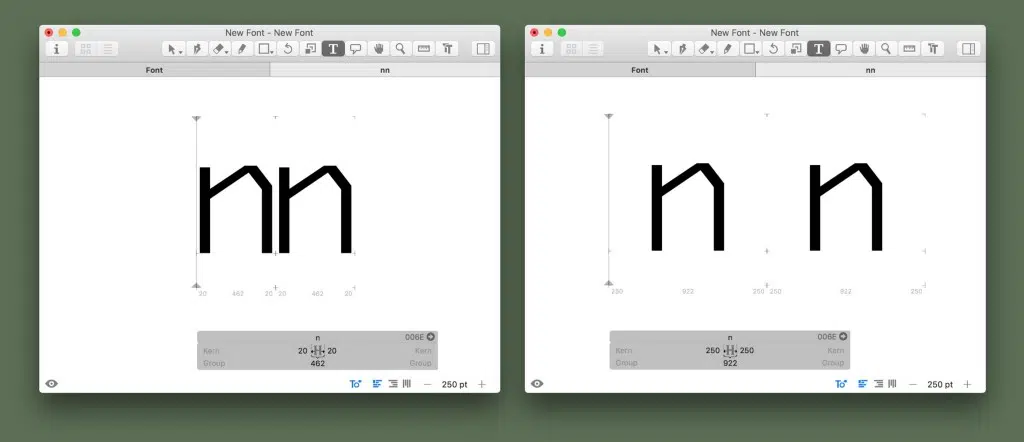 New Font - New Font
Font nn
nn
20 462 20 20 462 20
n 006E
Kern 20 20 Kern
Group 462 Group
250 pt
New Font - New Font
Font nn
n n
250 922 250 250 922 250
n 006E
Kern 250 250 Kern
Group 922 Group
250 pt